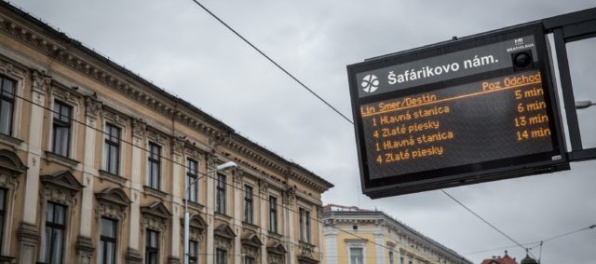 Šafárikovo nám.
Lin Smer/Destin Poz Odchod
1 Hlavná stanica 5 min
4 Zlaté piesky 6 min
1 Hlavná stanica 13 min
4 Zlaté piesky 14 min